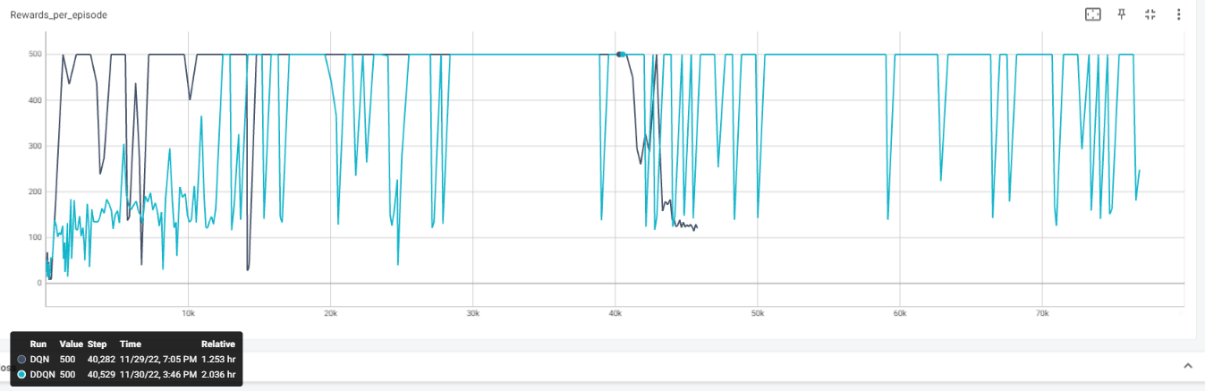 Rewards_per_episode
500
400
300
200
100
0
10k 20k 30k 40k 50k 60k 70k
Run Value Step Time Relative
DQN 500 40,282 11/29/22, 7:05 PM 1.253 hr
DDQN 500 40,529 11/30/22, 3:46 PM 2.036 hr